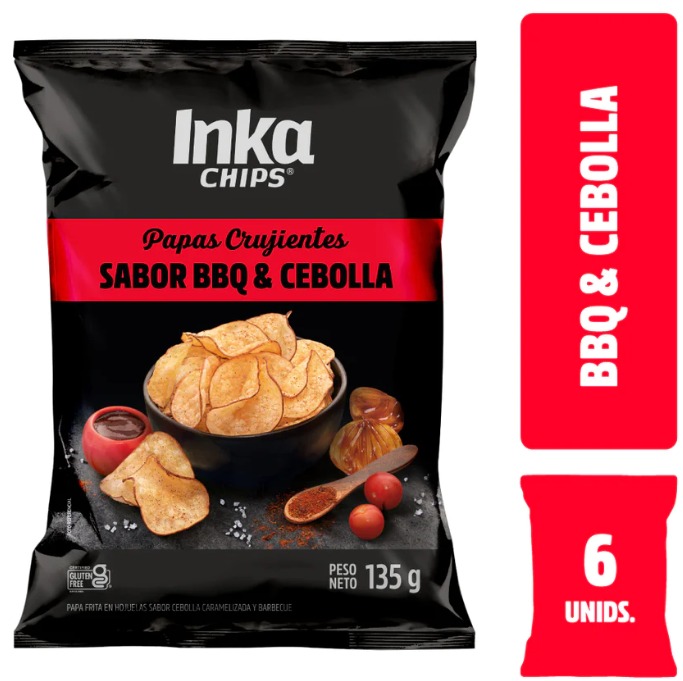 Inka
CHIPS®
Papas Crujientes
SABOR BBQ & CEBOLLA
CERTIFIED
GLUTEN
FREE
PESO
NETO 135 g
PAPA FRITA EN HOJUELAS SABOR CEBOLLA CARAMELIZADA Y BARBECUE
BBQ & CEBOLLA
6
UNIDS.